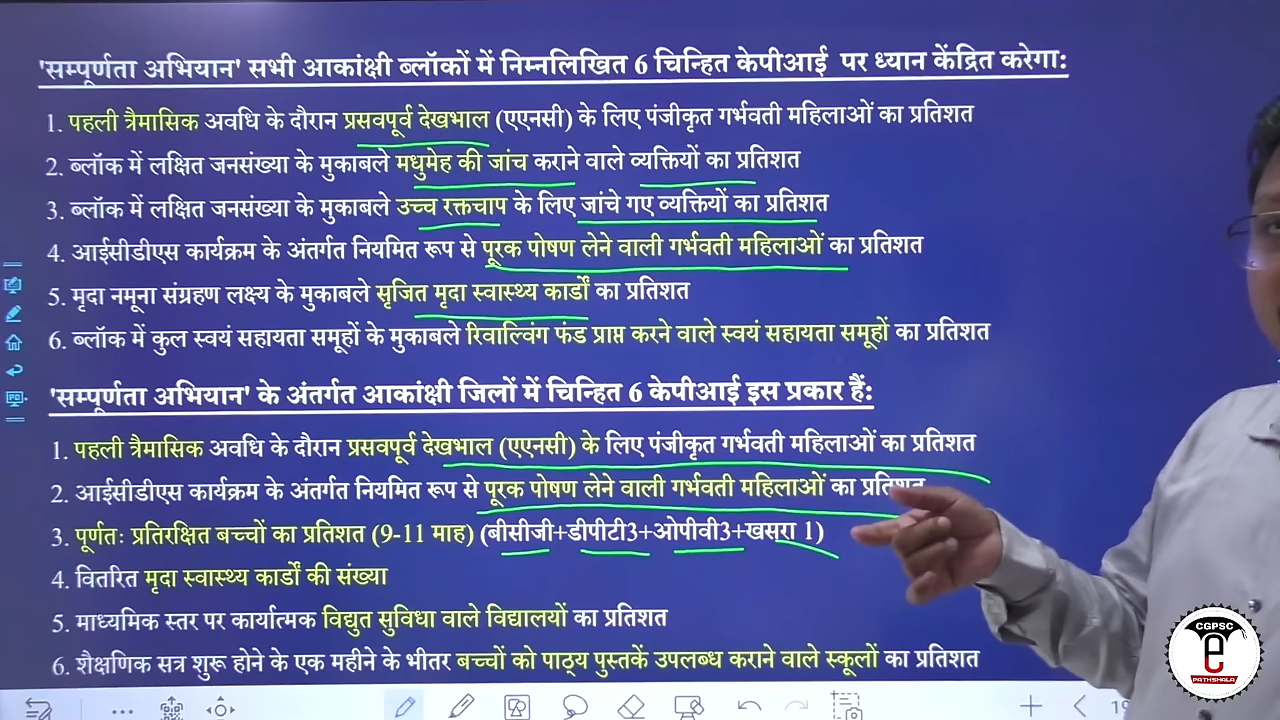 'सम्पूर्णता अभियान' सभी आकांक्षी ब्लॉकों में निम्नलिखित 6 चिन्हित केपीआई पर ध्यान केंद्रित करेगा:
1. पहली त्रैमासिक अवधि के दौरान प्रसवपूर्व देखभाल (एएनसी) के लिए पंजीकृत गर्भवती महिलाओं का प्रतिशत
2. ब्लॉक में लक्षित जनसंख्या के मुकाबले मधुमेह की जांच कराने वाले व्यक्तियों का प्रतिशत
3. ब्लॉक में लक्षित जनसंख्या के मुकाबले उच्च रक्तचाप के लिए जांचे गए व्यक्तियों का प्रतिशत
4. आईसीडीएस कार्यक्रम के अंतर्गत नियमित रूप से पूरक पोषण लेने वाली गर्भवती महिलाओं का प्रतिशत
5. मृदा नमूना संग्रहण लक्ष्य के मुकाबले सृजित मृदा स्वास्थ्य कार्डों का प्रतिशत
6. ब्लॉक में कुल स्वयं सहायता समूहों के मुकाबले रिवाल्विंग फंड प्राप्त करने वाले स्वयं सहायता समूहों का प्रतिशत
'सम्पूर्णता अभियान' के अंतर्गत आकांक्षी जिलों में चिन्हित 6 केपीआई इस प्रकार हैं:
1. पहली त्रैमासिक अवधि के दौरान प्रसवपूर्व देखभाल (एएनसी) के लिए पंजीकृत गर्भवती महिलाओं का प्रतिशत
2. आईसीडीएस कार्यक्रम के अंतर्गत नियमित रूप से पूरक पोषण लेने वाली गर्भवती महिलाओं का प्रतिशत
3. पूर्णतः प्रतिरक्षित बच्चों का प्रतिशत (9-11 माह) (बीसीजी+डीपीटी3+ओपीवी3+खसरा 1)
4. वितरित मृदा स्वास्थ्य कार्डों की संख्या
5. माध्यमिक स्तर पर कार्यात्मक विद्युत सुविधा वाले विद्यालयों का प्रतिशत
6. शैक्षणिक सत्र शुरू होने के एक महीने के भीतर बच्चों को पाठ्य पुस्तकें उपलब्ध कराने वाले स्कूलों का प्रतिशत
CGPSC
e
PATHSHALA